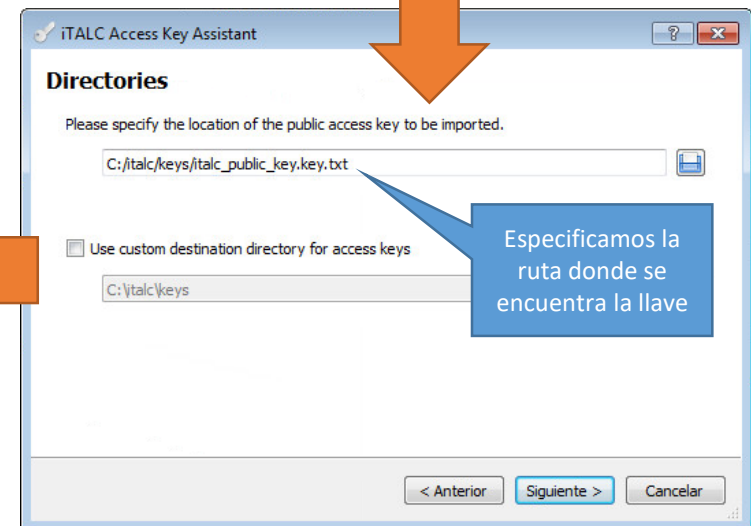 iTALC Access Key Assistant
Directories
Please specify the location of the public access key to be imported.
C:/italc/keys/italc_public_key.key.txt
Use custom destination directory for access keys
C:\italc\keys
Especificamos la
ruta donde se
encuentra la llave
< Anterior
Siguiente >
Cancelar